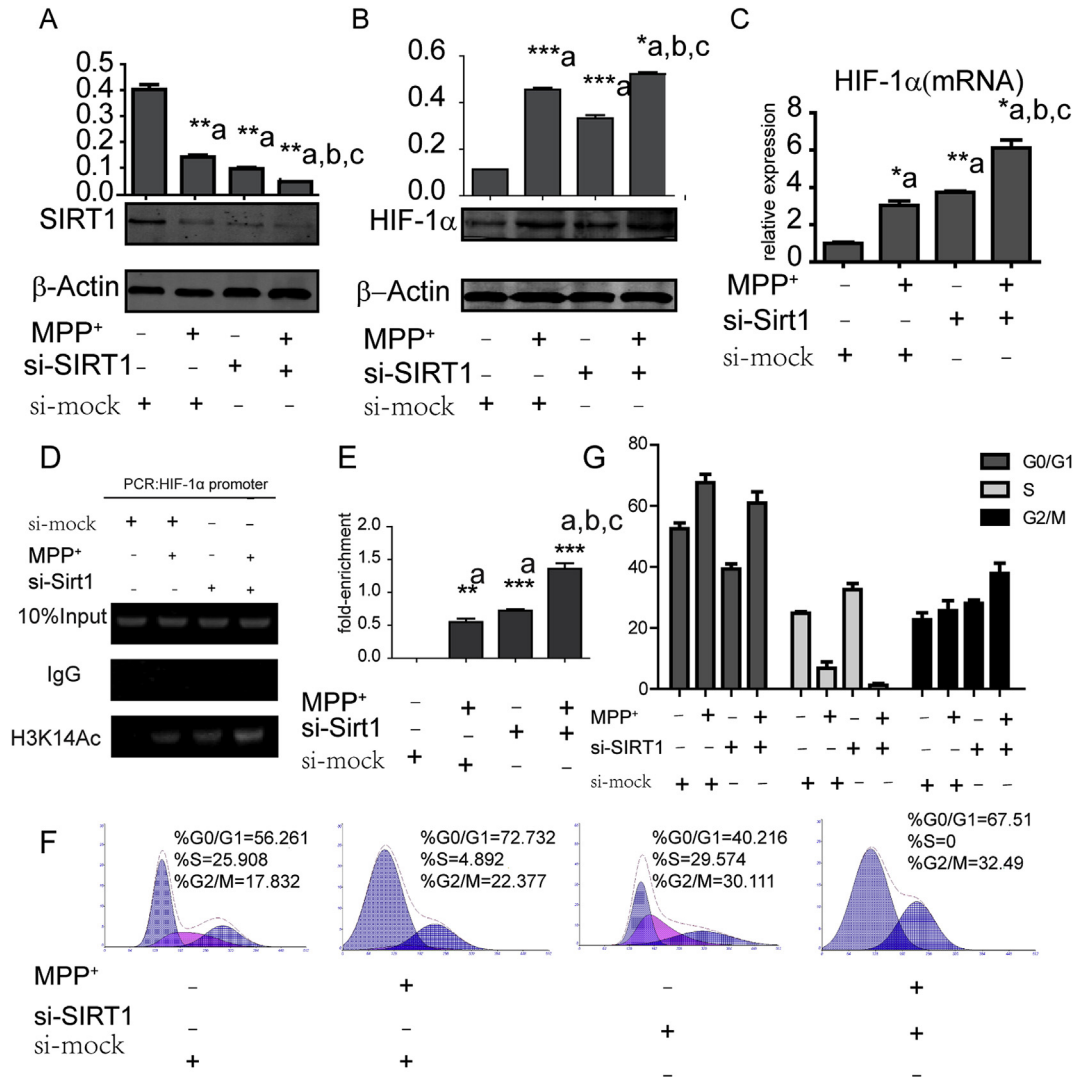 A
0.5
0.4
0.3
0.2
0.1
0.0
**a
**a
**a,b,c
SIRT1
β-Actin
MPP+ – + – +
si-SIRT1 – – + +
si-mock + + – –
B
0.6
0.4
0.2
0.0
***a
***a
*a,b,c
HIF-1α
β–Actin
MPP+ – + – +
si-SIRT1 – – + +
si-mock + + – –
C
HIF-1α(mRNA)
relative expression
8
6
4
2
0
*a
**a
*a,b,c
MPP+ – + – +
si-Sirt1 – – + +
si-mock + + – –
D
PCR:HIF-1α promoter
si-mock + + – –
MPP+ – + – +
si-Sirt1 – – + +
10%Input
IgG
H3K14Ac
E
fold-enrichment
2.0
1.5
1.0
0.5
0.0
a
**
a
***
a,b,c
***
MPP+ – + – +
si-Sirt1 – – + +
si-mock + + – –
G
80
60
40
20
0
G0/G1
S
G2/M
MPP+ – + – + – + – + – + – +
si-SIRT1 – – + + – – + + – – + +
si-mock + + – – + + – – + + – –
F
%G0/G1=56.261
%S=25.908
%G2/M=17.832
%G0/G1=72.732
%S=4.892
%G2/M=22.377
%G0/G1=40.216
%S=29.574
%G2/M=30.111
%G0/G1=67.51
%S=0
%G2/M=32.49
MPP+ – + – +
si-SIRT1 – – + +
si-mock + + – –